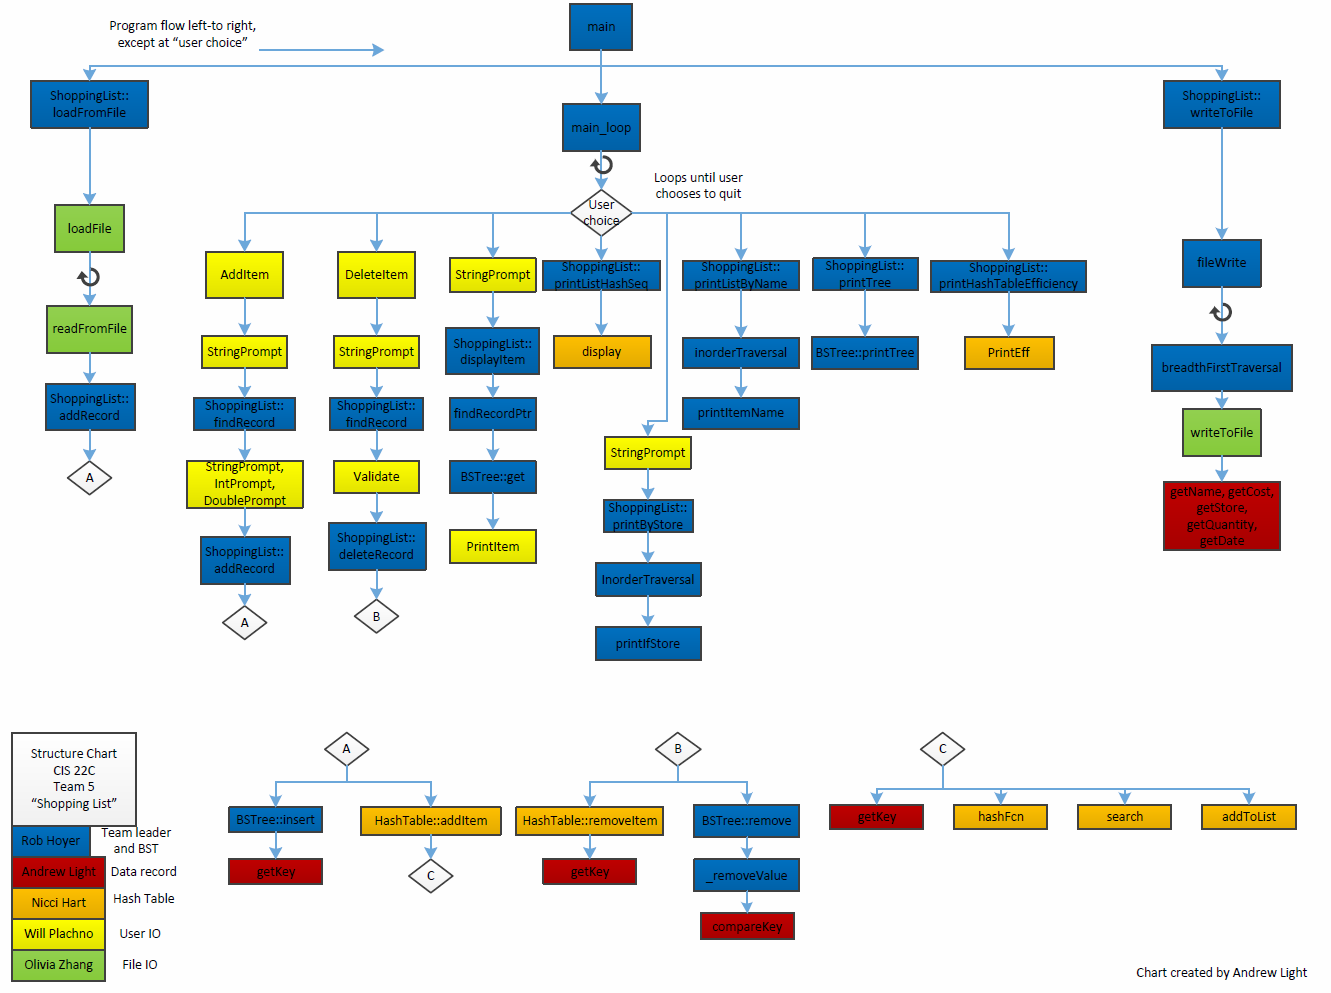 Program flow left-to right,
except at “user choice”
main
ShoppingList::
loadFromFile
main_loop
ShoppingList::
writeToFile
Loops until user
chooses to quit
User
choice
loadFile
readFromFile
ShoppingList::
addRecord
A
AddItem
StringPrompt
ShoppingList::
findRecord
StringPrompt,
IntPrompt,
DoublePrompt
ShoppingList::
addRecord
A
DeleteItem
StringPrompt
ShoppingList::
findRecord
Validate
ShoppingList::
deleteRecord
B
StringPrompt
ShoppingList::
displayItem
findRecordPtr
BSTree::get
PrintItem
ShoppingList::
printListHashSeq
display
StringPrompt
ShoppingList::
printByStore
InorderTraversal
printIfStore
ShoppingList::
printListByName
inorderTraversal
printItemName
ShoppingList::
printTree
BSTree::printTree
ShoppingList::
printHashTableEfficiency
PrintEff
fileWrite
breadthFirstTraversal
writeToFile
getName, getCost,
getStore,
getQuantity,
getDate
Structure Chart
CIS 22C
Team 5
“Shopping List”
Rob Hoyer
Team leader
and BST
Andrew Light
Data record
Nicci Hart
Hash Table
Will Plachno
User IO
Olivia Zhang
File IO
A
BSTree::insert
getKey
HashTable::addItem
C
B
HashTable::removeItem
getKey
BSTree::remove
_removeValue
compareKey
C
getKey
hashFcn
search
addToList
Chart created by Andrew Light